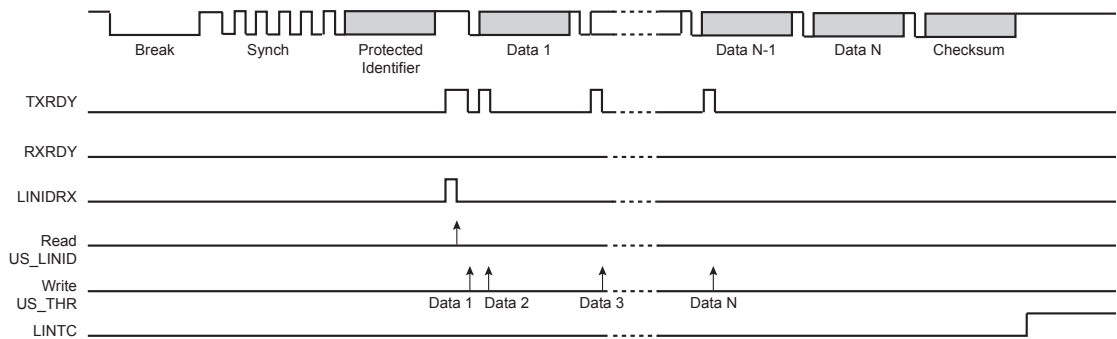 Break Synch Protected Data 1 Data N-1 Data N Checksum
Identifier
TXRDY
RXRDY
LINIDRX
Read
US_LINID
Write
US_THR
Data 1 Data 2 Data 3 Data N
LINTC